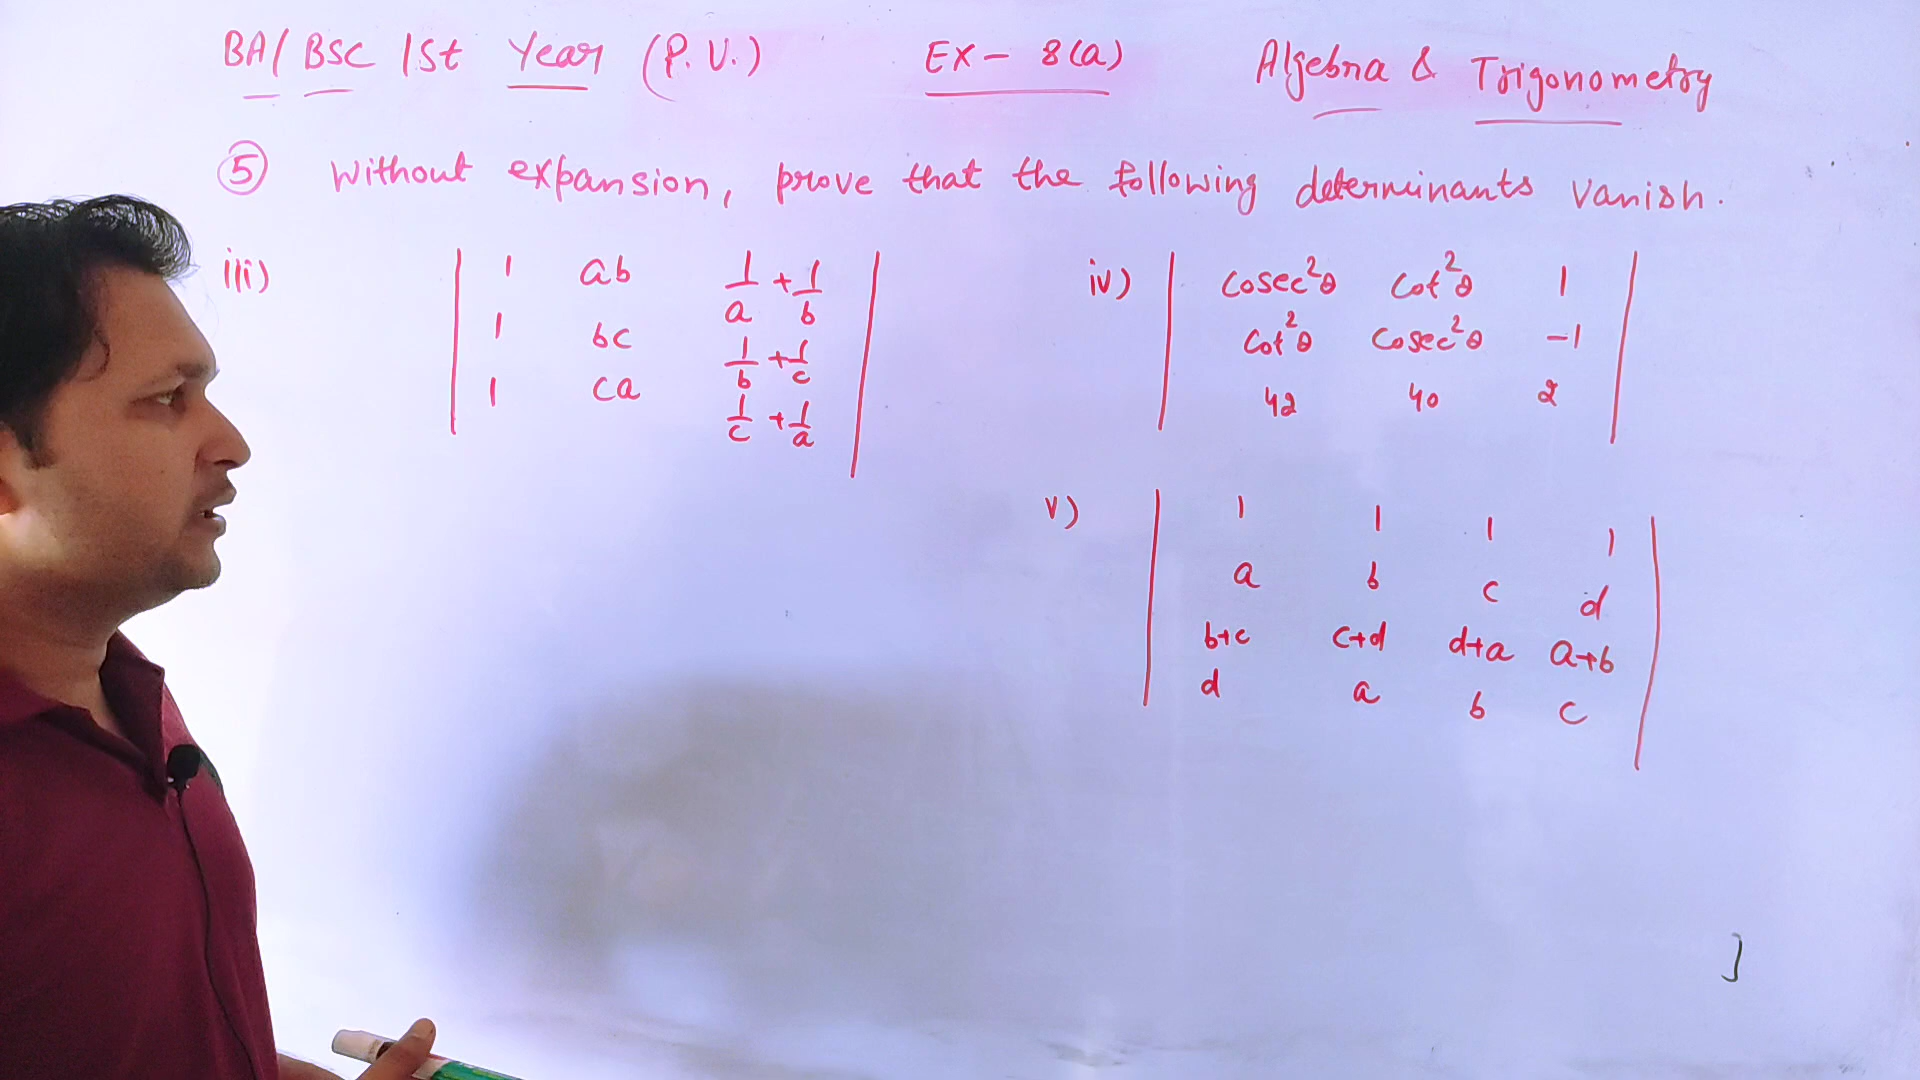 BA/ BSC 1St Year (P.U.) EX - 8(a) Algebra & Trigonometry
(5) Without expansion, prove that the following determinants vanish.
iii) | 1 ab 1/a + 1/b |
| 1 bc 1/b + 1/c |
| 1 ca 1/c + 1/a |
iv) | cosec²θ cot²θ 1 |
| cot²θ cosec²θ -1 |
| 42 40 2 |
v) | 1 1 1 1 |
| a b c d |
| b+c c+d d+a a+b |
| d a b c |
]